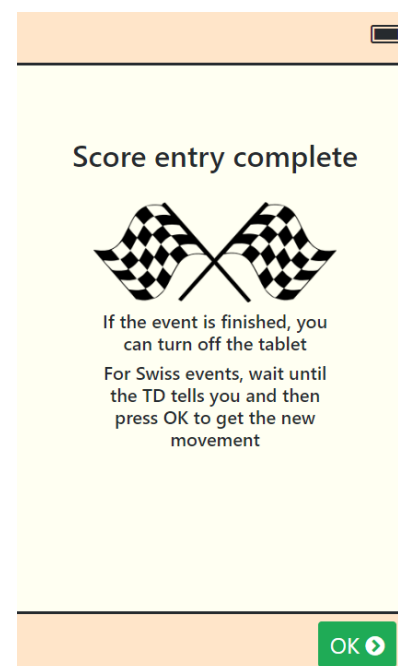 Score entry complete
If the event is finished, you
can turn off the tablet
For Swiss events, wait until
the TD tells you and then
press OK to get the new
movement
OK